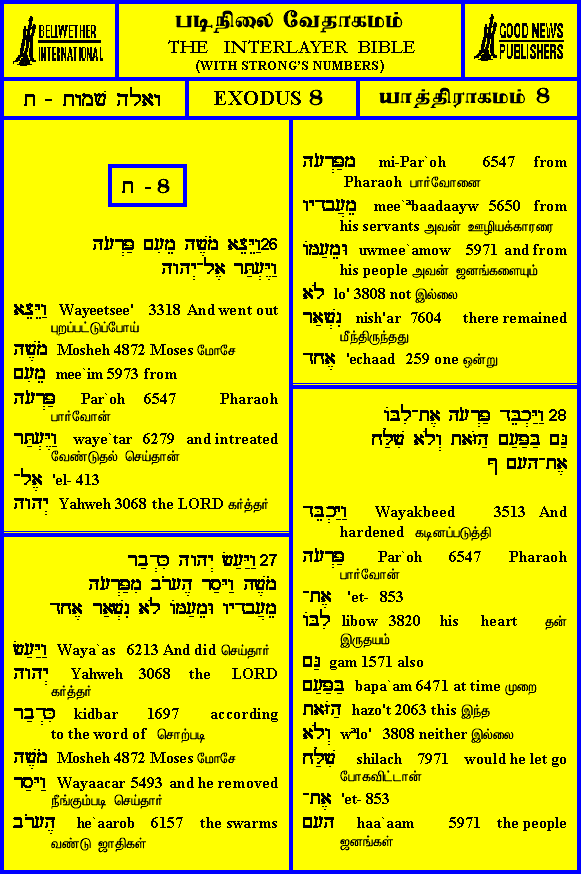 BELLWETHER
INTERNATIONAL
படிநிலை வேதாகமம்
THE INTERLAYER BIBLE
(WITH STRONG'S NUMBERS)
GOOD NEWS
PUBLISHERS
ואלה שמות - ח
EXODUS 8
யாத்திராகமம் 8
ח - 8
26 וַיֵּצֵא מֹשֶׁה מֵעִם פַּרְעֹה
וַיֶּעְתַּר אֶל־יְהוה
וַיֵּצֵא Wayeetsee' 3318 And went out
புறப்பட்டுப்போய்
מֹשֶׁה Mosheh 4872 Moses மோசே
מֵעִם mee`im 5973 from
פַּרְעֹה Par`oh 6547 Pharaoh
பார்வோன்
וַיֶּעְתַּר waye`tar 6279 and intreated
வேண்டுதல் செய்தான்
אֶל־ 'el- 413
יְהוה Yahweh 3068 the LORD கர்த்தர்
27 וַיַּעַשׂ יְהוה כִּדְבַר
מֹשֶׁה וַיָּסַר הֶעָרֹב מִפַּרְעֹה
מֵעֲבָדָיו וּמֵעַמּוֹ לֹא נִשְׁאַר אֶחָד
וַיַּעַשׂ Waya`as 6213 And did செய்தார்
יְהוה Yahweh 3068 the LORD
கர்த்தர்
כִּדְבַר kidbar 1697 according
to the word of சொற்படி
מֹשֶׁה Mosheh 4872 Moses மோசே
וַיָּסַר Wayaacar 5493 and he removed
நீங்கும்படி செய்தார்
הֶעָרֹב he`aarob 6157 the swarms
வண்டு ஜாதிகள்
מִפַּרְעֹה mi-Par`oh 6547 from
Pharaoh பார்வோனை
מֵעֲבָדָיו mee`ᵃbaadaayw 5650 from
his servants அவன் ஊழியக்காரரை
וּמֵעַמּוֹ uwmee`amow 5971 and from
his people அவன் ஜனங்களையும்
לֹא lo' 3808 not இல்லை
נִשְׁאַר nish'ar 7604 there remained
மீந்திருந்தது
אֶחָד 'echaad 259 one ஒன்று
28 וַיַּכְבֵּד פַּרְעֹה אֶת־לִבּוֹ
גַּם בַּפַּעַם הַזֹּאת וְלֹא שִׁלַּח
אֶת־הָעָם ף
וַיַּכְבֵּד Wayakbeed 3513 And
hardened கடினப்படுத்தி
פַּרְעֹה Par`oh 6547 Pharaoh
பார்வோன்
אֶת־ 'et- 853
לִבּוֹ libow 3820 his heart தன்
இருதயம்
גַּם gam 1571 also
בַּפַּעַם bapa`am 6471 at time முறை
הַזֹּאת hazo't 2063 this இந்த
וְלֹא wᵃlo' 3808 neither இல்லை
שִׁלַּח shilach 7971 would he let go
போகவிட்டான்
אֶת־ 'et- 853
הָעָם haa`aam 5971 the people
ஜனங்கள்